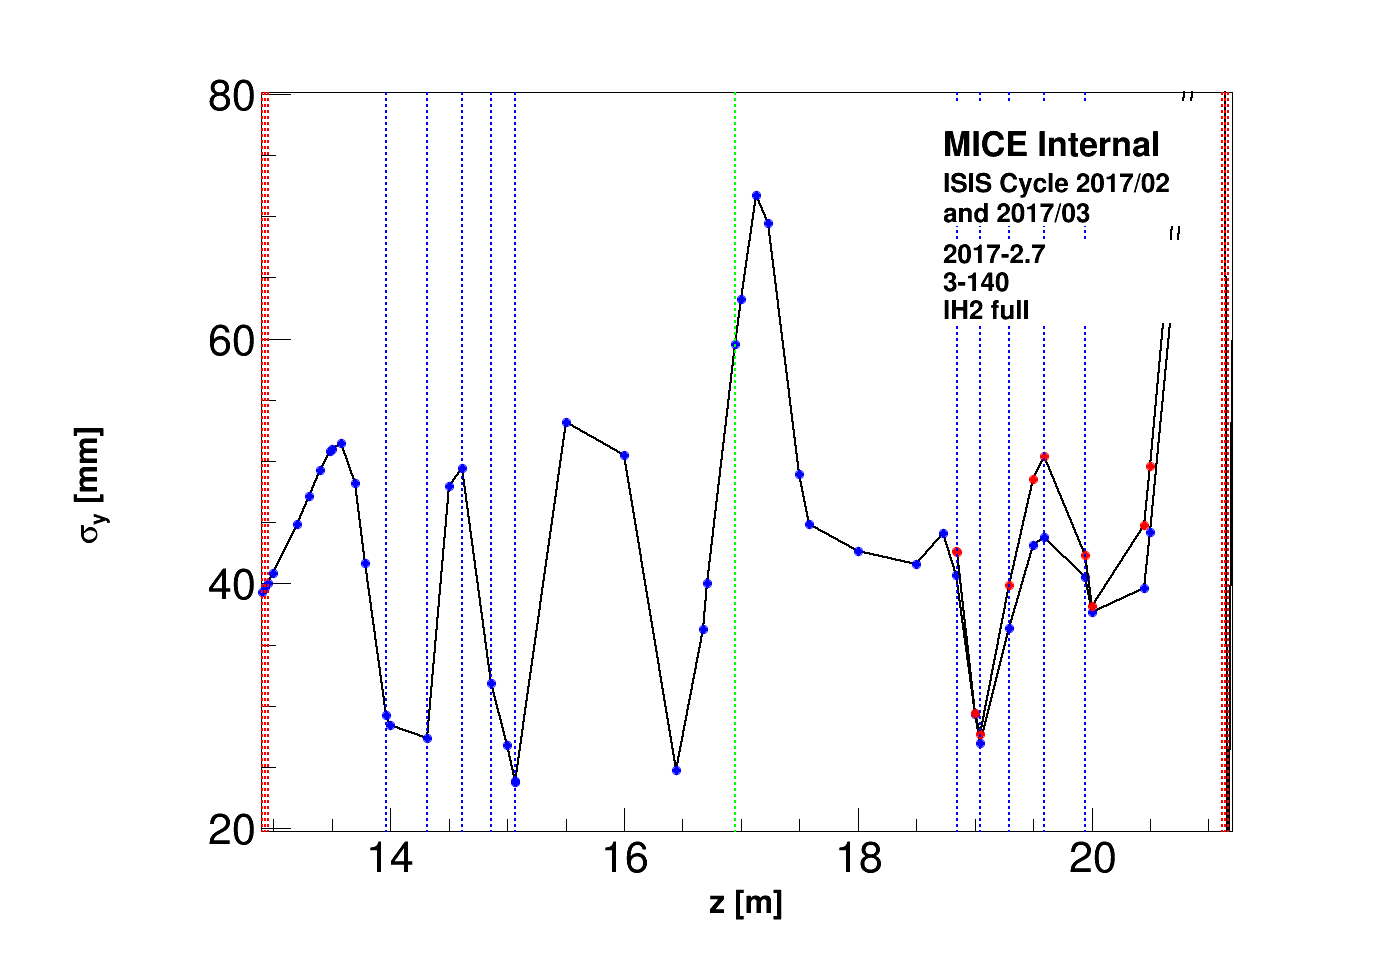 80
60
40
20
σy [mm]
MICE Internal
ISIS Cycle 2017/02
and 2017/03
2017-2.7
3-140
lH2 full
14
16
18
20
z [m]